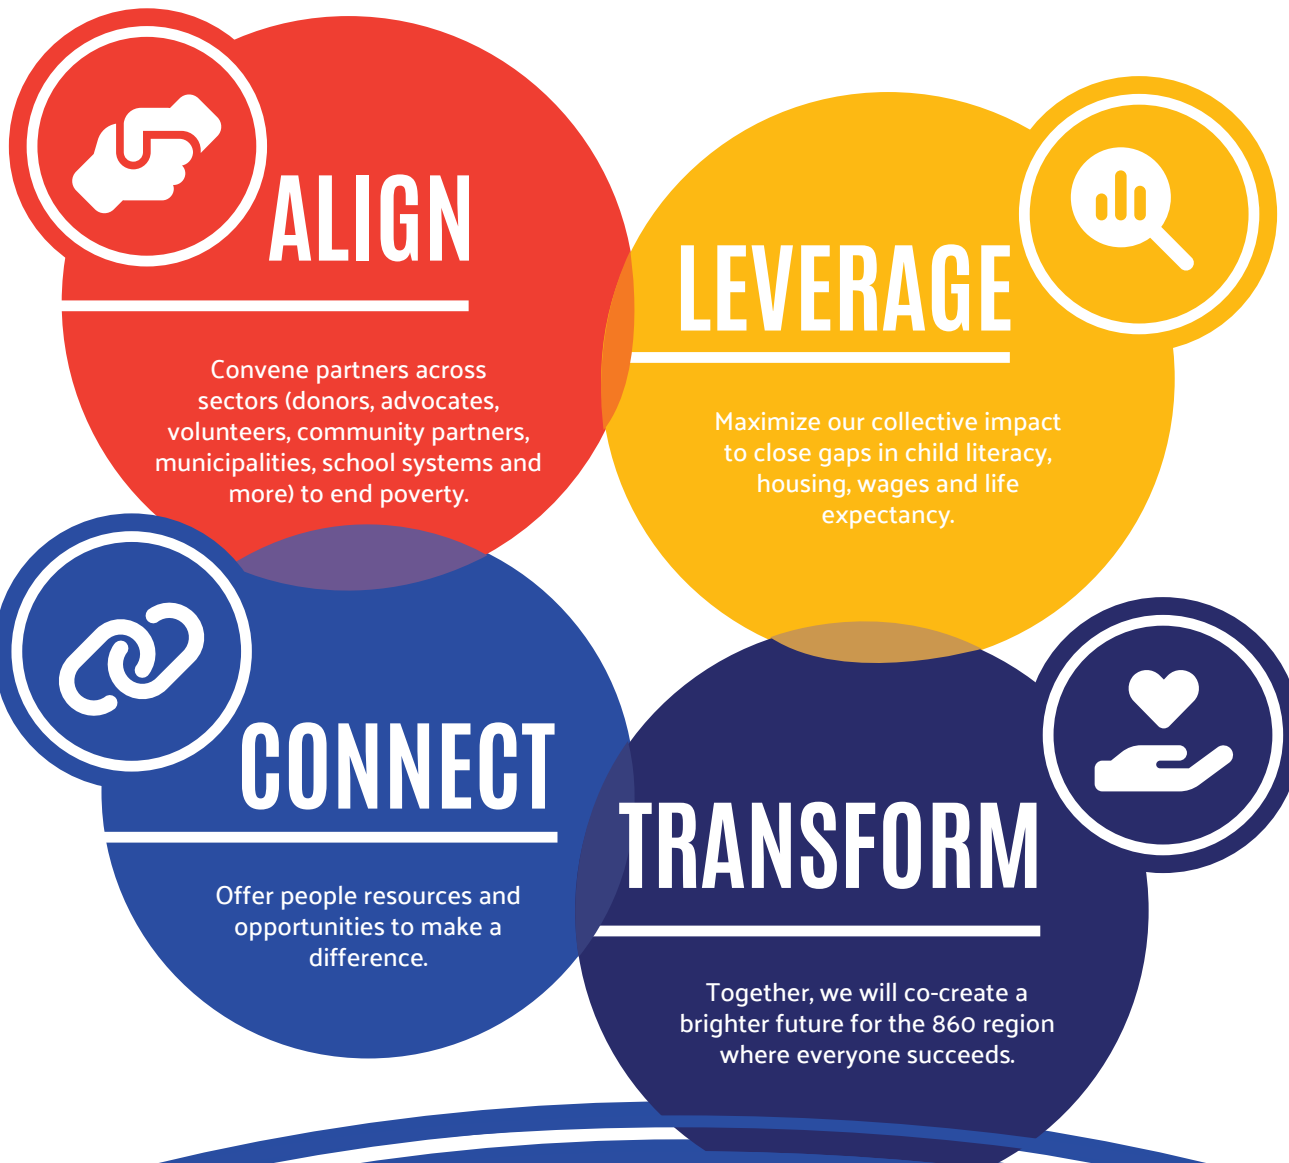 ALIGN
Convene partners across
sectors (donors, advocates,
volunteers, community partners,
municipalities, school systems and
more) to end poverty.
LEVERAGE
Maximize our collective impact
to close gaps in child literacy,
housing, wages and life
expectancy.
CONNECT
Offer people resources and
opportunities to make a
difference.
TRANSFORM
Together, we will co-create a
brighter future for the 860 region
where everyone succeeds.